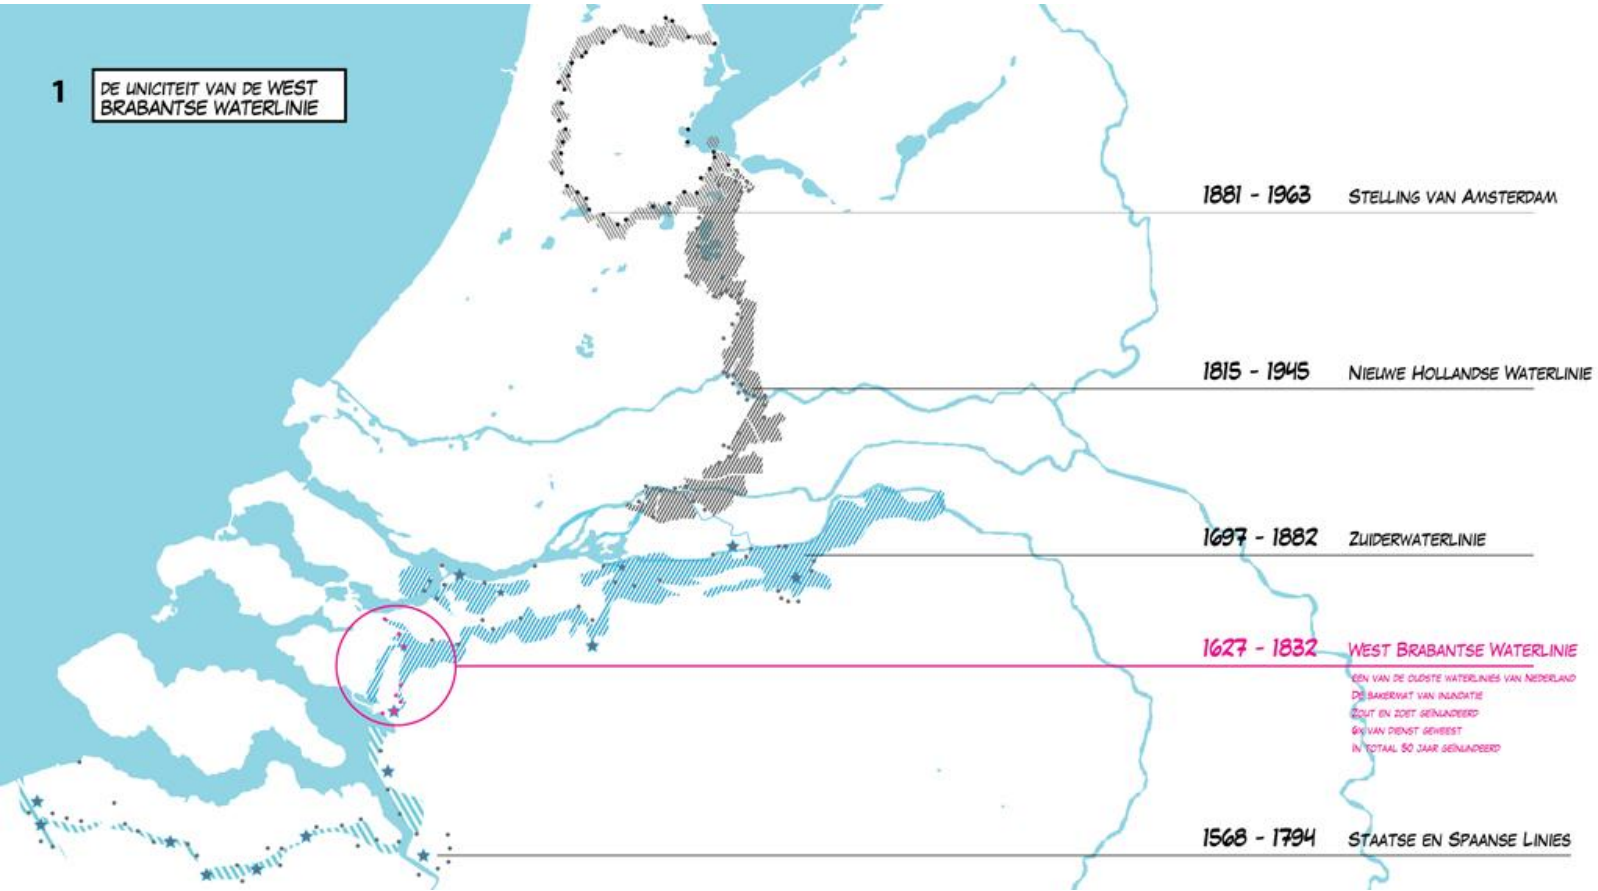 1
DE UNICITEIT VAN DE WEST
BRABANTSE WATERLINIE
1881 - 1963 STELLING VAN AMSTERDAM
1815 - 1945 NIEUWE HOLLANDSE WATERLINIE
1697 - 1882 ZUIDERWATERLINIE
1627 - 1832 WEST BRABANTSE WATERLINIE
EEN VAN DE OUDSTE WATERLINIES VAN NEDERLAND
DE BAKERMAT VAN INUNDATIE
ZOUT EN ZOET GEÏNUNDEERD
6X VAN DIENST GEWEEST
IN TOTAAL 50 JAAR GEÏNUNDEERD
1568 - 1794 STAATSE EN SPAANSE LINIES